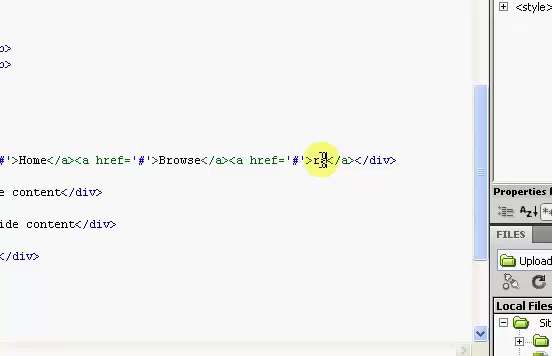 <style>
b>
b>
#'>Home</a><a href='#'>Browse</a><a href='#'>r</a></div>
e content</div>
ide content</div>
</div>
Properties f
FILES
Upload
Local Files
Sit